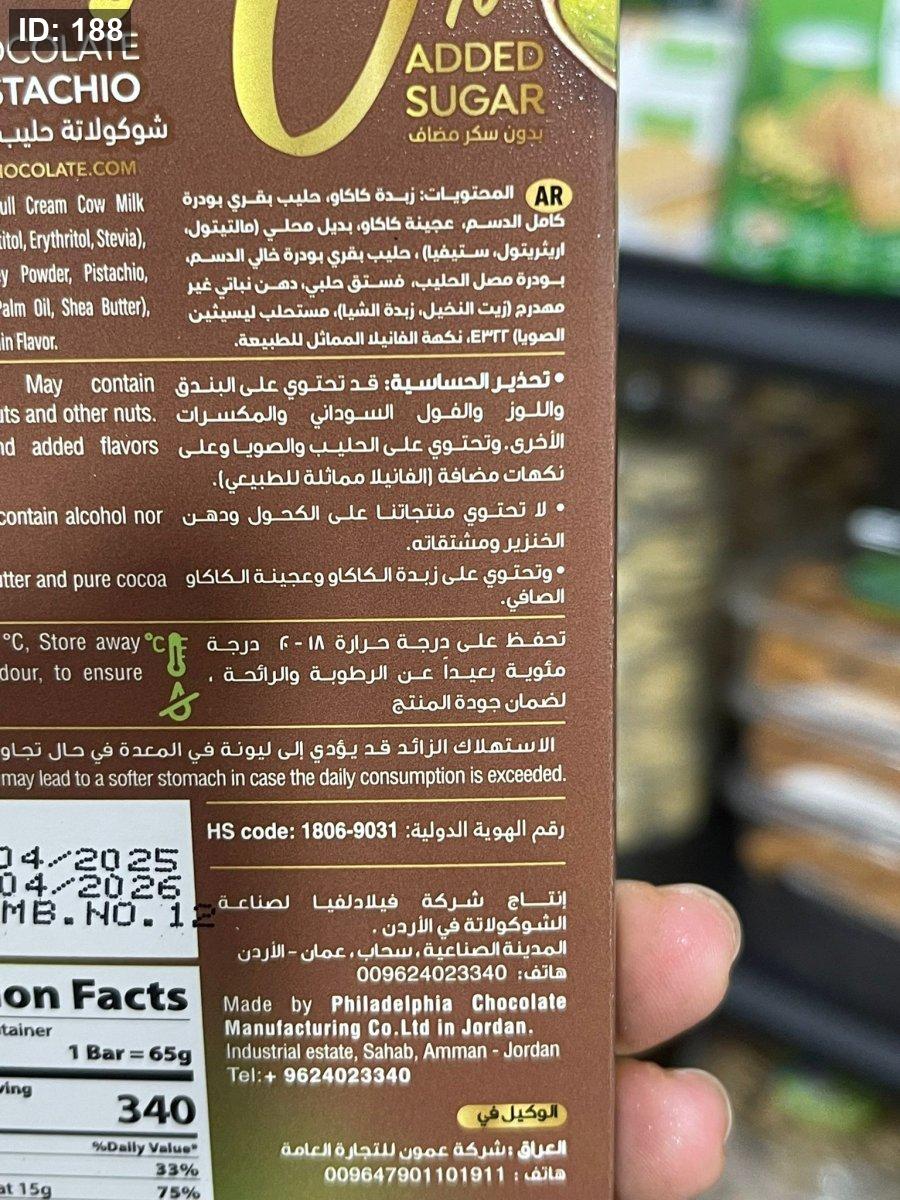 ID: 188
CHOCOLATE
PISTACHIO
شوكولاتة حليب
%
ADDED
SUGAR
بدون سكر مضاف
CHOCOLATE.COM
AR
المحتويات: زبدة كاكاو، حليب بقري بودرة
كامل الدسم، عجينة كاكاو، بديل محلي (مالتيتول،
اريثريتول، ستيفيا)، حليب بقري بودرة خالي الدسم،
بودرة مصل الحليب، فستق حلبي، دهن نباتي غير
مهدرج (زيت النخيل، زبدة الشيا)، مستحلب ليسيثين
الصويا) E٣٢٢، نكهة الفانيلا المماثل للطبيعة.
Full Cream Cow Milk
titol, Erythritol, Stevia),
y Powder, Pistachio,
Palm Oil, Shea Butter),
in Flavor.
• تحذير الحساسية: قد تحتوي على البندق
واللوز والفول السوداني والمكسرات
الأخرى. وتحتوي على الحليب والصويا وعلى
نكهات مضافة (الفانيلا مماثلة للطبيعي).
May contain
uts and other nuts.
nd added flavors
• لا تحتوي منتجاتنا على الكحول ودهن
الخنزير ومشتقاته.
contain alcohol nor
• وتحتوي على زبدة الكاكاو وعجينة الكاكاو
الصافي.
utter and pure cocoa
تحفظ على درجة حرارة ١٨ - ٢٠ درجة
مئوية بعيداً عن الرطوبة والرائحة ،
لضمان جودة المنتج
°C, Store away
dour, to ensure
°C
الاستهلاك الزائد قد يؤدي إلى ليونة في المعدة في حال تجاو
may lead to a softer stomach in case the daily consumption is exceeded.
رقم الهوية الدولية: HS code: 1806-9031
04/2025
04/2026
MB.NO.12
إنتاج شركة فيلادلفيا لصناعة
الشوكولاتة في الأردن .
المدينة الصناعية، سحاب، عمان - الأردن
هاتف: 009624023340
Made by Philadelphia Chocolate
Manufacturing Co.Ltd in Jordan.
Industrial estate, Sahab, Amman - Jordan
Tel:+ 9624023340
on Facts
tainer
1 Bar = 65g
ving
340
%Daily Value*
33%
at 15g
75%
الوكيل في
العراق : شركة عمون للتجارة العامة
هاتف : 009647901101911